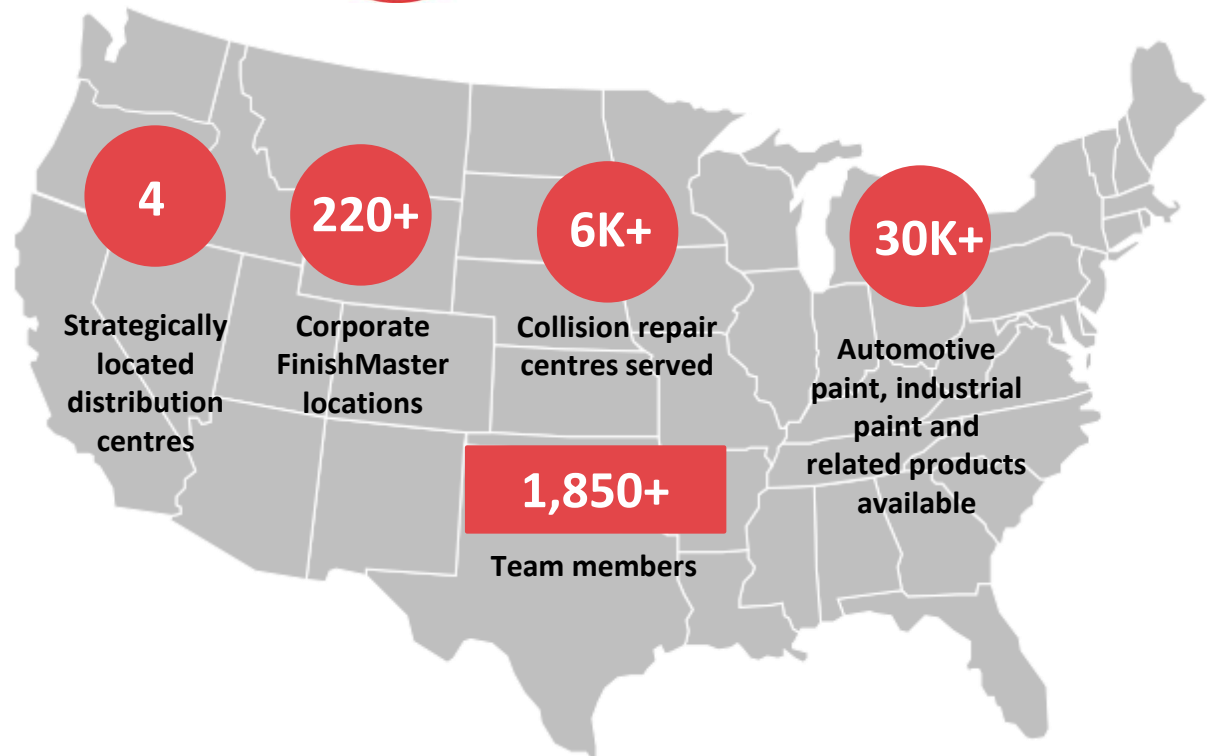 4
Strategically
located
distribution
centres
220+
Corporate
FinishMaster
locations
6K+
Collision repair
centres served
30K+
Automotive
paint, industrial
paint and
related products
available
1,850+
Team members